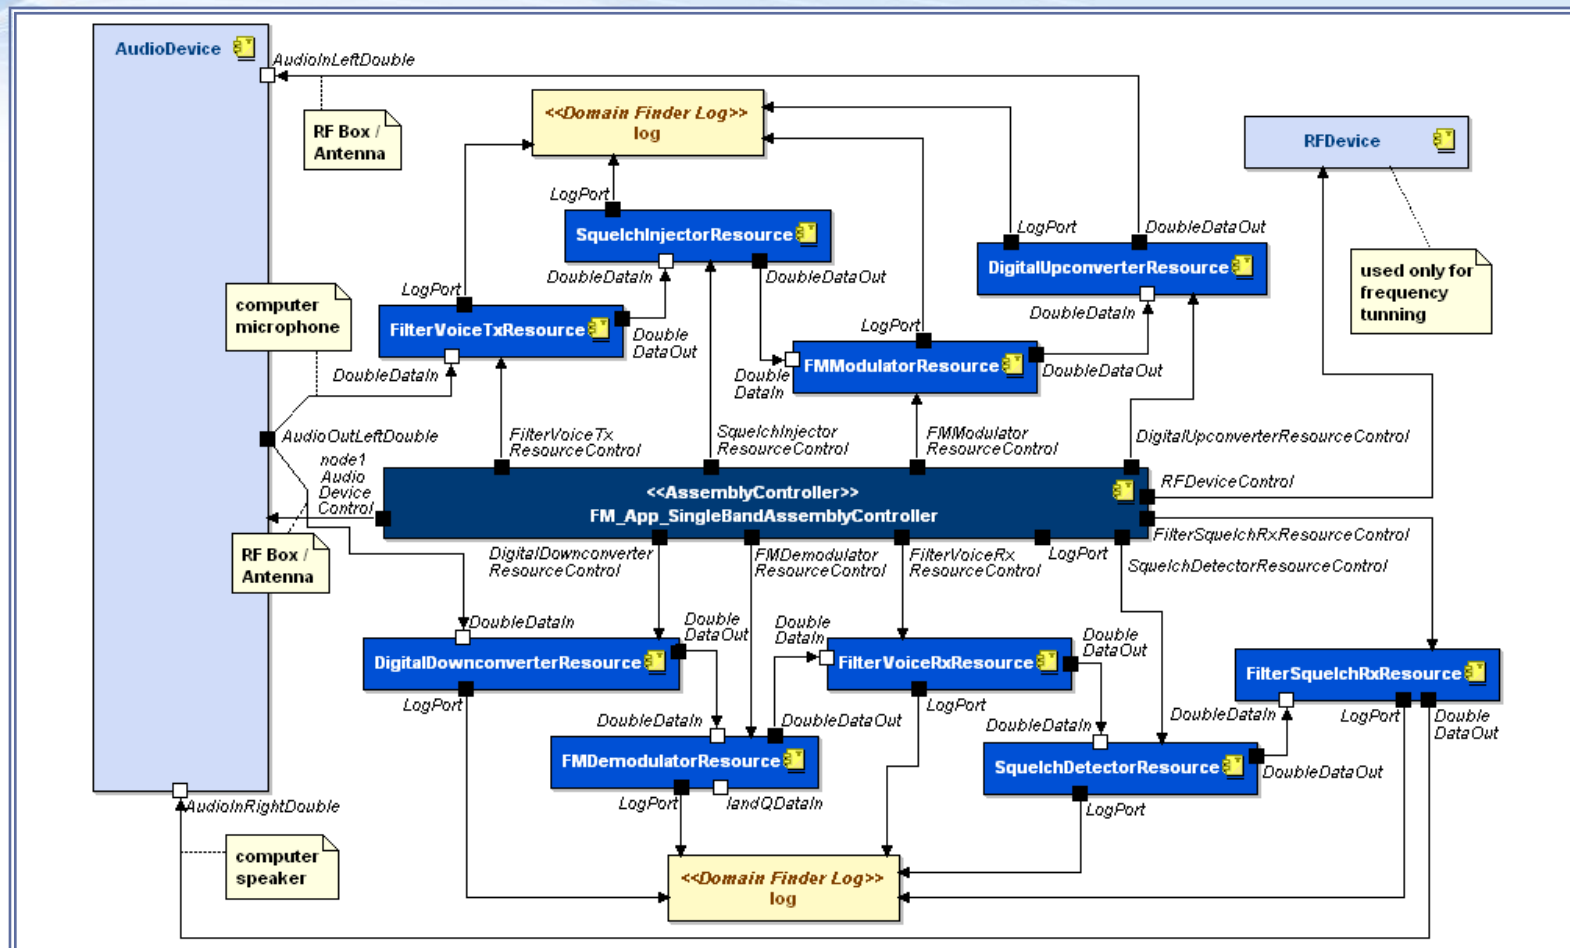 AudioDevice
AudioInLeftDouble
RF Box /
Antenna
<<Domain Finder Log>>
log
RFDevice
LogPort
SquelchInjectorResource
DoubleDataIn
DoubleDataOut
LogPort
DoubleDataOut
DigitalUpconverterResource
DoubleDataIn
used only for
frequency
tunning
computer
microphone
LogPort
FilterVoiceTxResource
Double
DataOut
DoubleDataIn
LogPort
FMModulatorResource
Double
DataIn
DoubleDataOut
AudioOutLeftDouble
node1
Audio
Device
Control
FilterVoiceTx
ResourceControl
SquelchInjector
ResourceControl
FMModulator
ResourceControl
DigitalUpconverterResourceControl
RFDeviceControl
<<AssemblyController>>
FM_App_SingleBandAssemblyController
RF Box /
Antenna
DigitalDownconverter
ResourceControl
FMDemodulator
ResourceControl
FilterVoiceRx
ResourceControl
LogPort
FilterSquelchRxResourceControl
SquelchDetectorResourceControl
DoubleDataIn
Double
DataOut
DigitalDownconverterResource
LogPort
Double
DataIn
FilterVoiceRxResource
Double
DataOut
LogPort
FilterSquelchRxResource
DoubleDataIn
LogPort
Double
DataOut
DoubleDataIn
DoubleDataOut
FMDemodulatorResource
LogPort
IandQDataIn
DoubleDataIn
SquelchDetectorResource
DoubleDataOut
LogPort
AudioInRightDouble
computer
speaker
<<Domain Finder Log>>
log